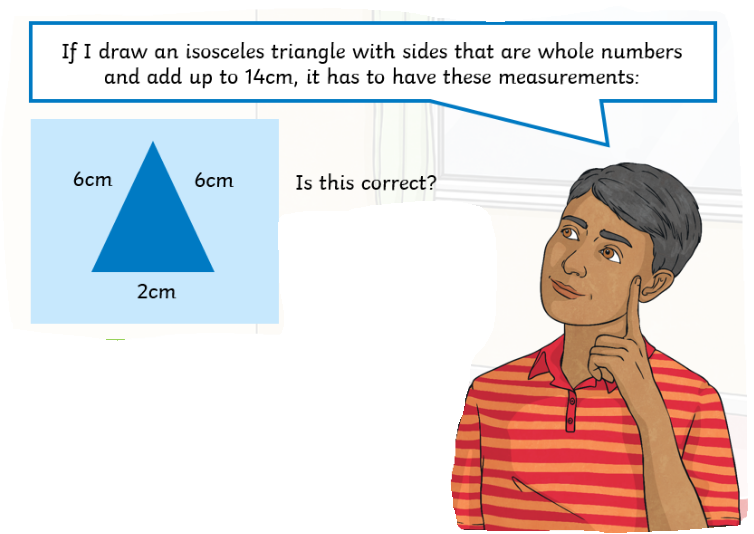 If I draw an isosceles triangle with sides that are whole numbers
and add up to 14cm, it has to have these measurements:
6cm 6cm
Is this correct?
2cm